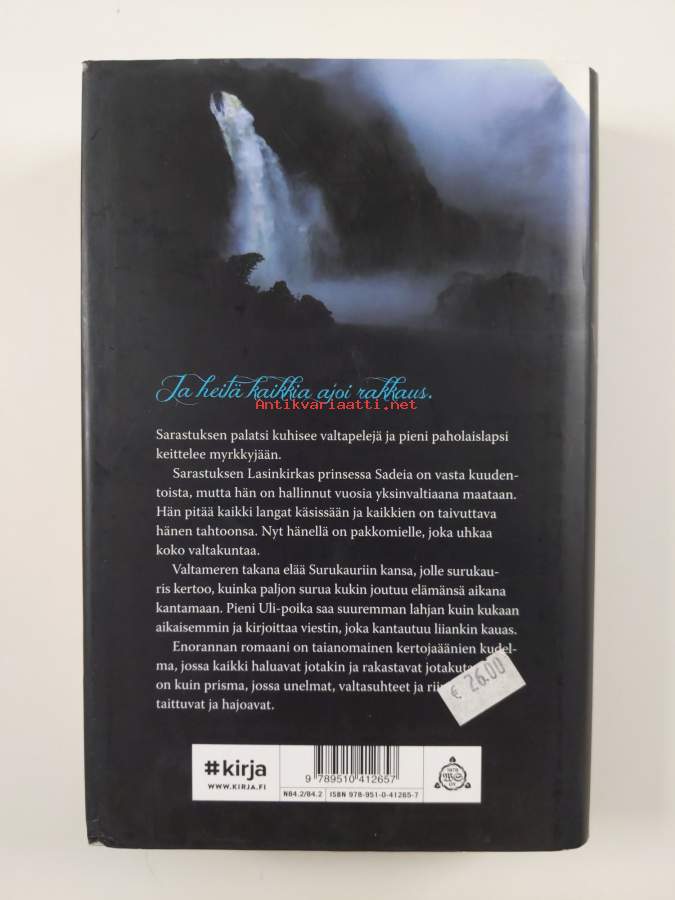 Ja heitä kaikkia ajoi rakkaus.
Antikvariaatti.net
Sarastuksen palatsi kuhisee valtapelejä ja pieni paholaislapsi
keittelee myrkkyjään.
Sarastuksen Lasinkirkas prinsessa Sadeia on vasta kuuden-
toista, mutta hän on hallinnut vuosia yksinvaltiaana maataan.
Hän pitää kaikki langat käsissään ja kaikkien on taivuttava
hänen tahtoonsa. Nyt hänellä on pakkomielle, joka uhkaa
koko valtakuntaa.
Valtameren takana elää Surukauriin kansa, jolle surukau-
ris kertoo, kuinka paljon surua kukin joutuu elämänsä aikana
kantamaan. Pieni Uli-poika saa suuremman lahjan kuin kukaan
aikaisemmin ja kirjoittaa viestin, joka kantautuu liiankin kauas.
Enorannan romaani on taianomainen kertojaäänien kudel-
ma, jossa kaikki haluavat jotakin ja rakastavat jotakuta
on kuin prisma, jossa unelmat, valtasuhteet ja
taittuvat ja hajoavat.
€ 26.00
#kirja
WWW.KIRJA.FI
9 789510 412657
N84.2/84.2 ISBN 978-951-0-41265-7